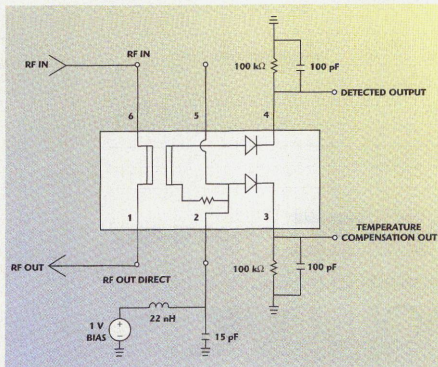 RF IN
RF IN
100 kΩ
100 pF
DETECTED OUTPUT
6
5
4
1
2
3
TEMPERATURE
COMPENSATION OUT
RF OUT
RF OUT DIRECT
100 kΩ
100 pF
22 nH
1 V
BIAS
15 pF